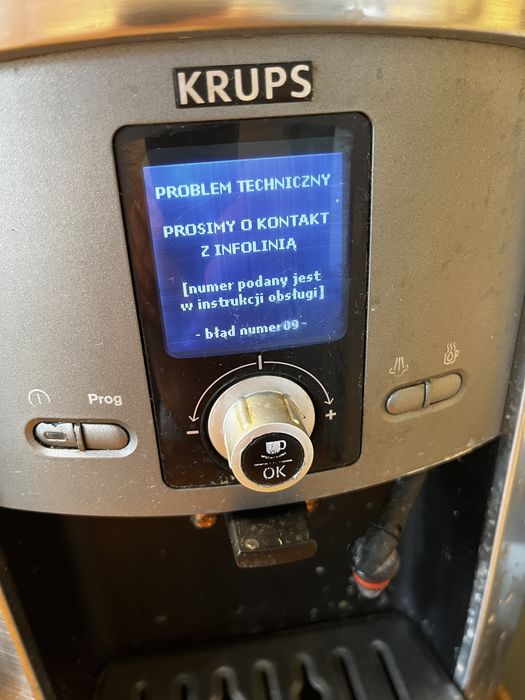 KRUPS
PROBLEM TECHNICZNY
PROSIMY O KONTAKT
Z INFOLINIĄ
[numer podany jest
w instrukcji obsługi]
- błąd numer09 -
Prog
- +
OK